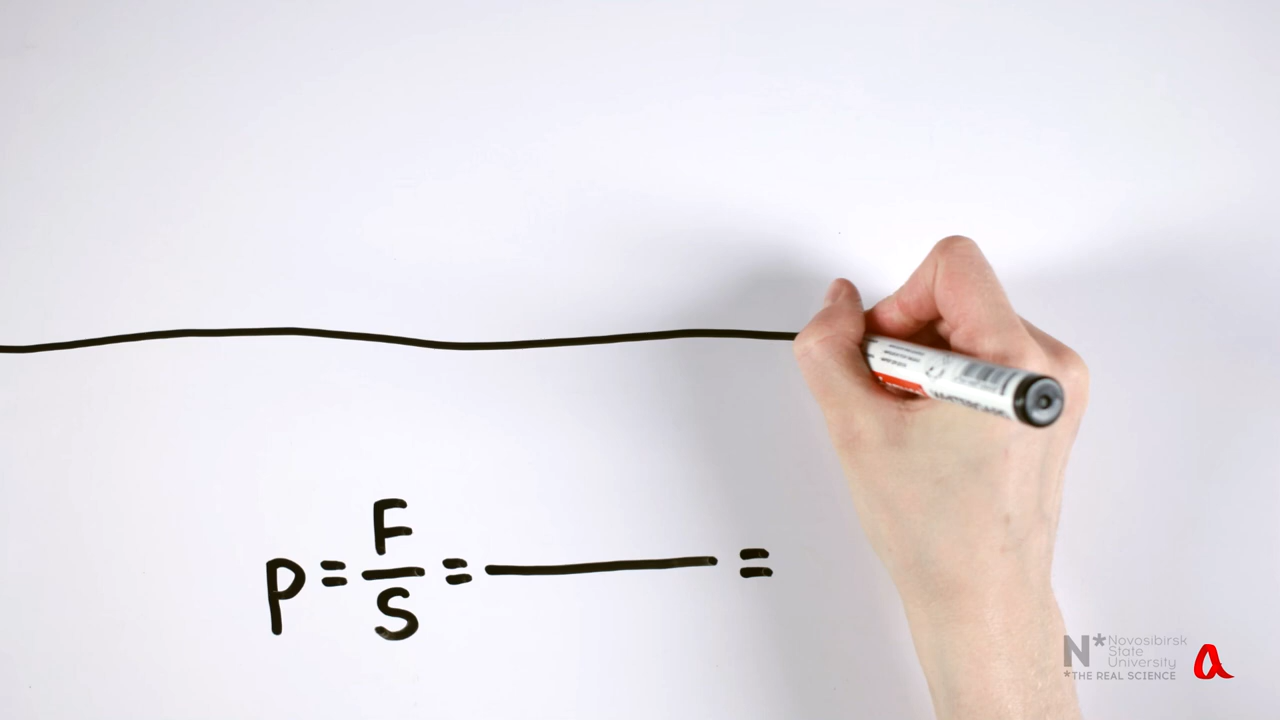 p = F/S = ——— =
N* Novosibirsk
State
University
*THE REAL SCIENCE
a